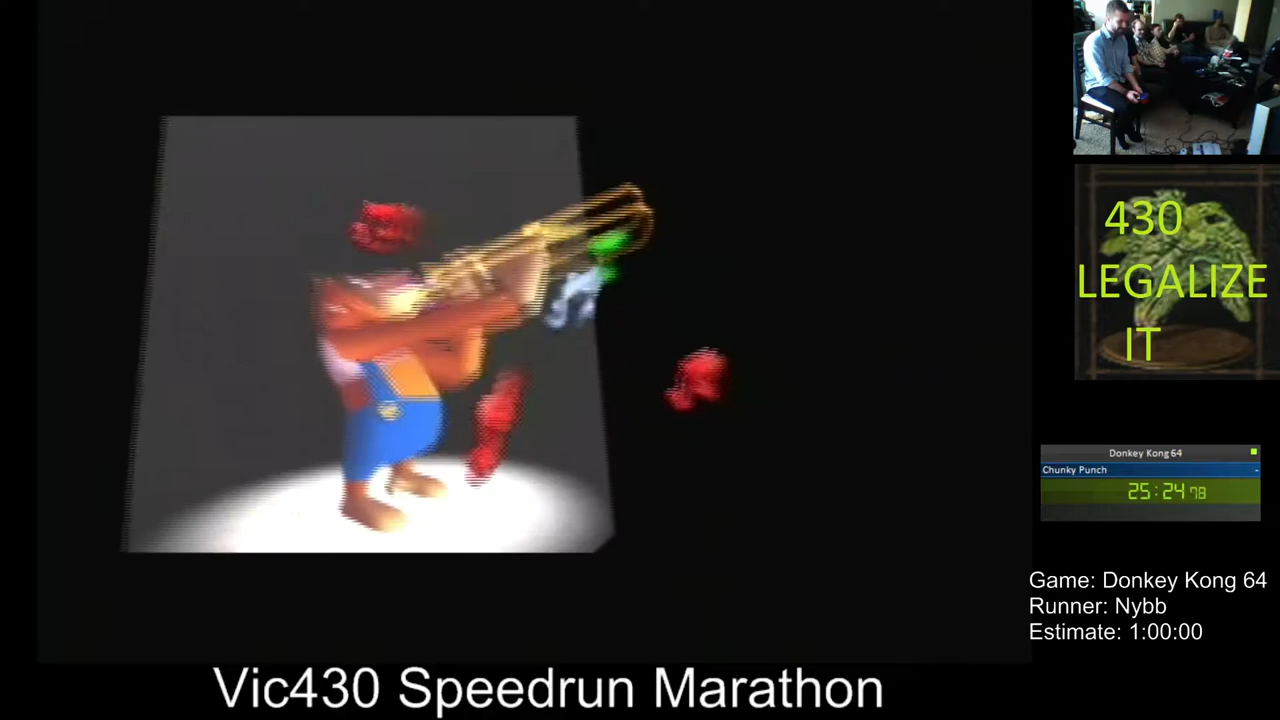 430
LEGALIZE
IT
Donkey Kong 64
Chunky Punch -
25:24 78
Game: Donkey Kong 64
Runner: Nybb
Estimate: 1:00:00
Vic430 Speedrun Marathon